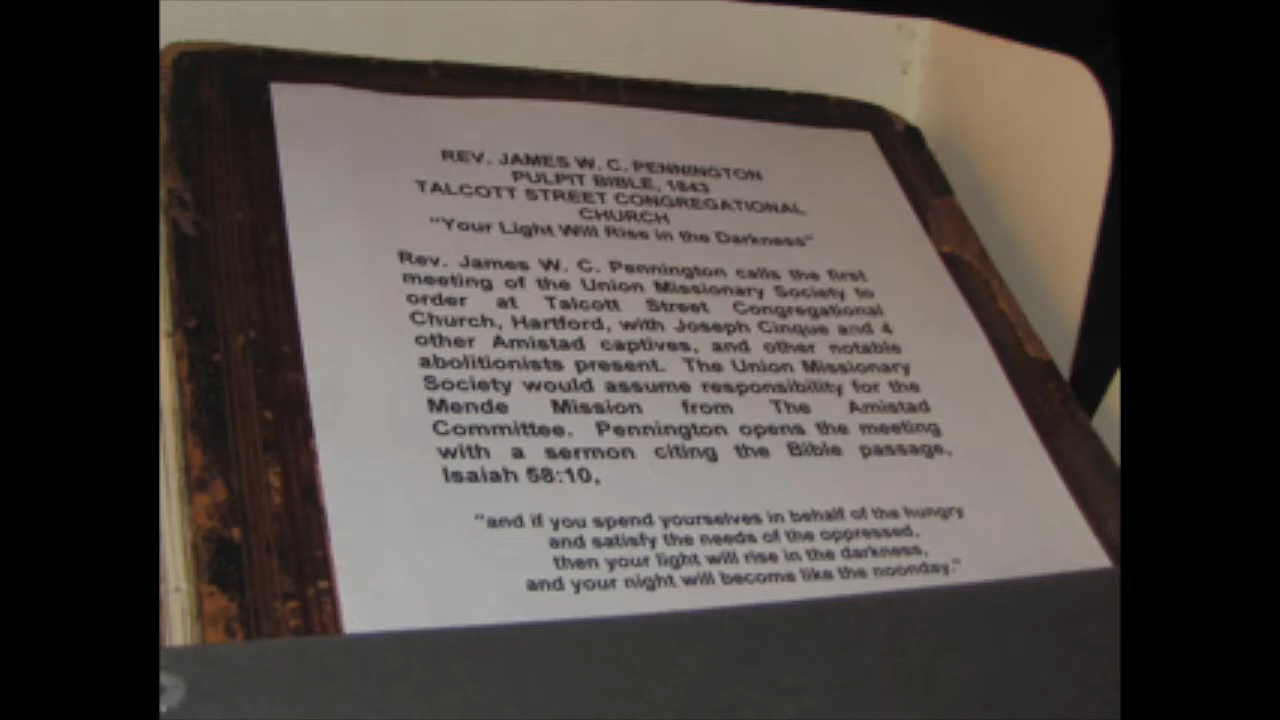 REV. JAMES W. C. PENNINGTON
PULPIT BIBLE, 1843
TALCOTT STREET CONGREGATIONAL
CHURCH
"Your Light Will Rise in the Darkness"
Rev. James W. C. Pennington calls the first
meeting of the Union Missionary Society to
order at Talcott Street Congregational
Church, Hartford, with Joseph Cinque and 4
other Amistad captives, and other notable
abolitionists present. The Union Missionary
Society would assume responsibility for the
Mende Mission from The Amistad
Committee. Pennington opens the meeting
with a sermon citing the Bible passage,
Isaiah 58:10,
"and if you spend yourselves in behalf of the hungry
and satisfy the needs of the oppressed,
then your light will rise in the darkness,
and your night will become like the noonday."